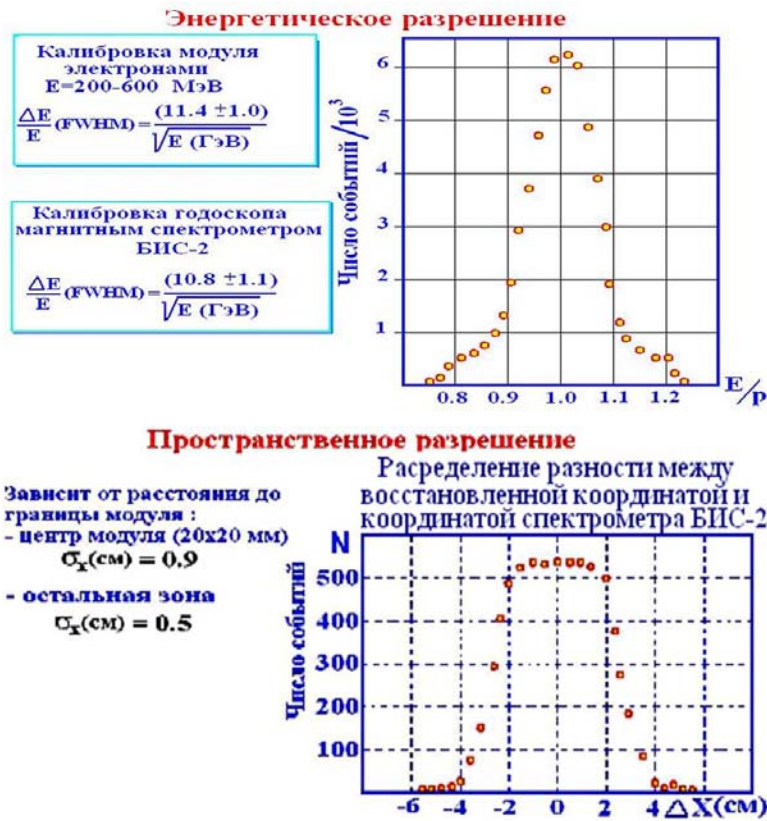 Энергетическое разрешение
Калибровка модуля
электронами
E=200-600 МэВ
△E/E (FWHM) = (11.4 ±1.0)/√E (ГэВ)
Калибровка годоскопа
магнитным спектрометром
БИС-2
△E/E (FWHM) = (10.8 ±1.1)/√E (ГэВ)
Число событий /10³
6
5
4
3
2
1
0.8 0.9 1.0 1.1 1.2 E/p
Пространственное разрешение
Зависит от расстояния до
границы модуля :
- центр модуля (20х20 мм)
σx(см) = 0.9
- остальная зона
σx(см) = 0.5
Расределение разности между
восстановленной координатой и
координатой спектрометра БИС-2
N
Число событий
500
400
300
200
100
-6 -4 -2 0 2 4 △X(см)